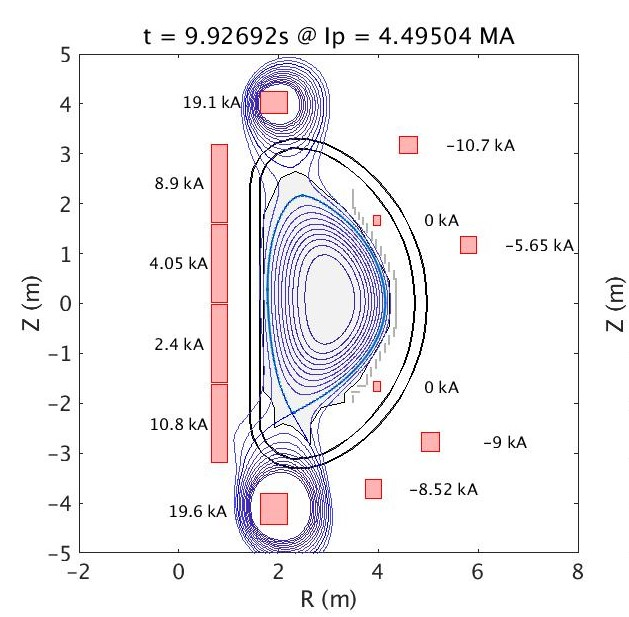 t = 9.92692s @ Ip = 4.49504 MA
5
4
3
2
1
0
-1
-2
-3
-4
-5
Z (m)
19.1 kA
8.9 kA
4.05 kA
2.4 kA
10.8 kA
19.6 kA
-10.7 kA
0 kA
-5.65 kA
0 kA
-9 kA
-8.52 kA
Z (m)
-2 0 2 4 6 8
R (m)